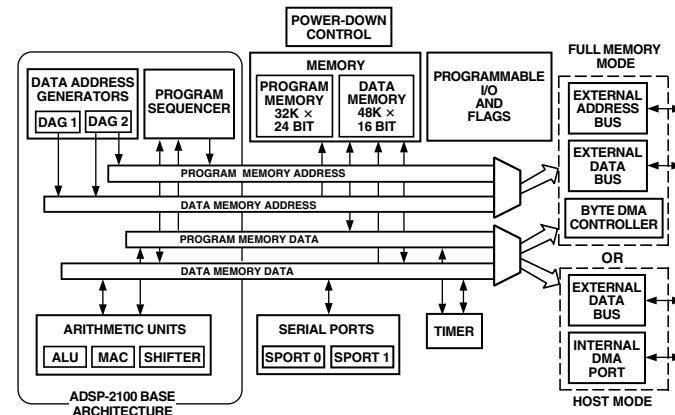 POWER-DOWN
CONTROL
FULL MEMORY
MODE
DATA ADDRESS
GENERATORS
DAG 1
DAG 2
PROGRAM
SEQUENCER
MEMORY
PROGRAM
MEMORY
32K ×
24 BIT
DATA
MEMORY
48K ×
16 BIT
PROGRAMMABLE
I/O
AND
FLAGS
EXTERNAL
ADDRESS
BUS
EXTERNAL
DATA
BUS
BYTE DMA
CONTROLLER
PROGRAM MEMORY ADDRESS
DATA MEMORY ADDRESS
PROGRAM MEMORY DATA
DATA MEMORY DATA
OR
EXTERNAL
DATA
BUS
INTERNAL
DMA
PORT
HOST MODE
ARITHMETIC UNITS
ALU
MAC
SHIFTER
SERIAL PORTS
SPORT 0
SPORT 1
TIMER
ADSP-2100 BASE
ARCHITECTURE